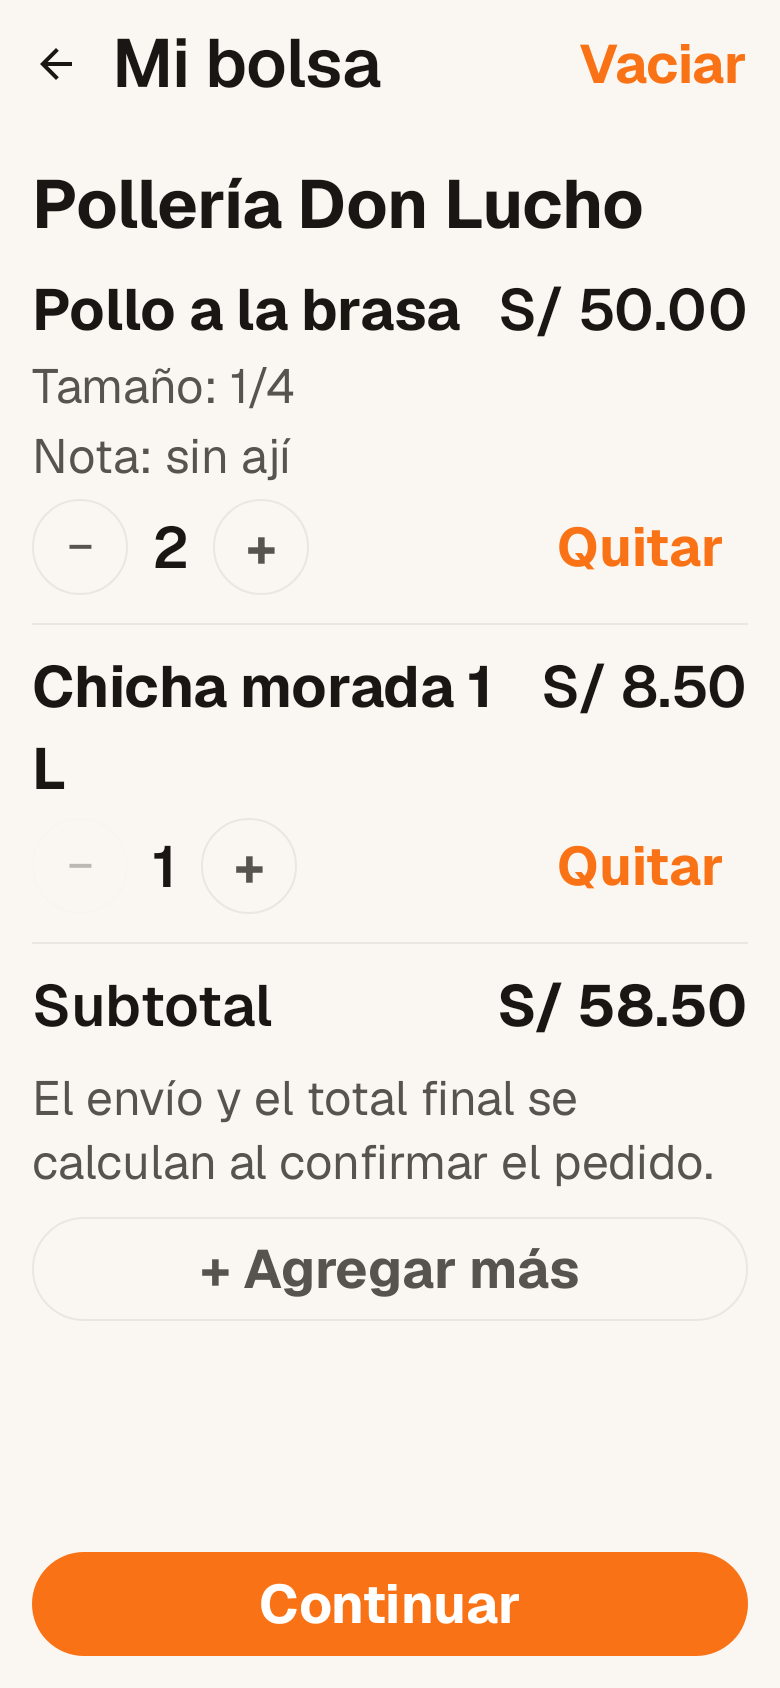 Mi bolsa Vaciar
Pollería Don Lucho
Pollo a la brasa S/ 50.00
Tamaño: 1/4
Nota: sin ají
− 2 + Quitar
Chicha morada 1 S/ 8.50
L
− 1 + Quitar
Subtotal S/ 58.50
El envío y el total final se
calculan al confirmar el pedido.
+ Agregar más
Continuar